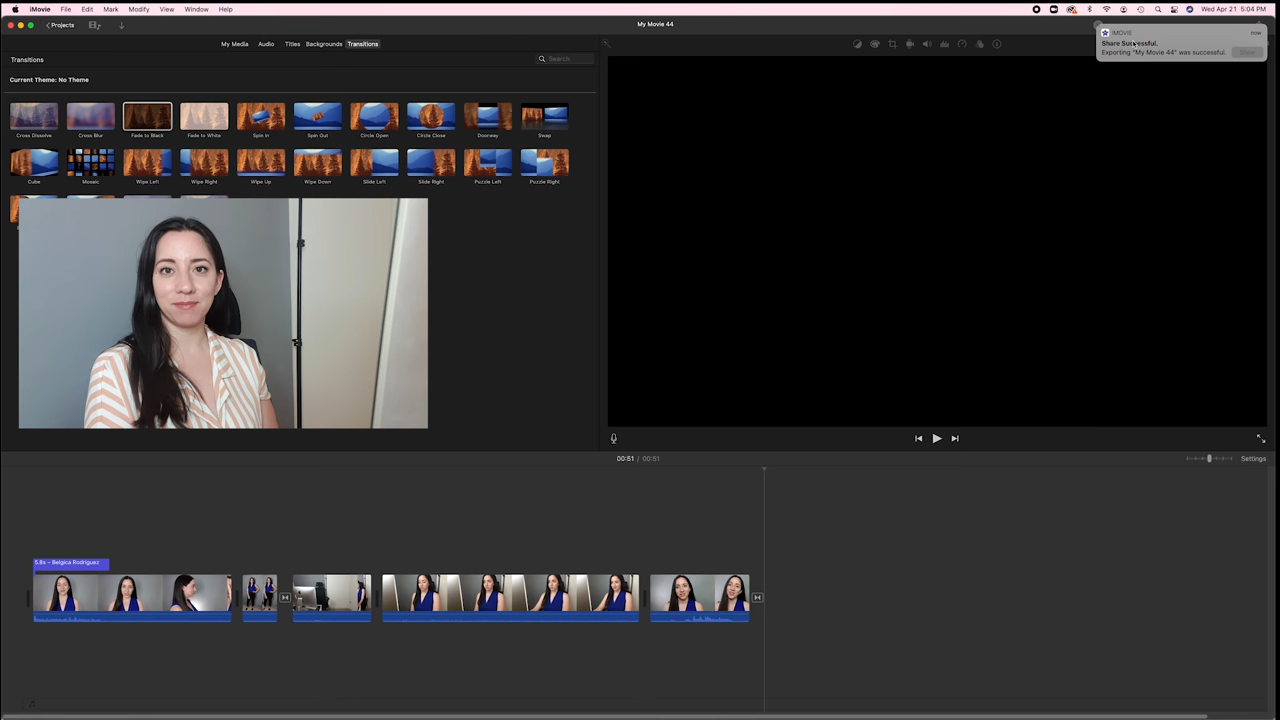 iMovie File Edit Mark Modify View Window Help
Wed Apr 21 5:04 PM
Projects
My Movie 44
My Media Audio Titles Backgrounds Transitions
IMOVIE now
Share Successful.
Exporting "My Movie 44" was successful.
Transitions
Search
Current Theme: No Theme
Cross Dissolve Cross Blur Fade to Black Fade to White Spin In Spin Out Circle Open Circle Close Doorway Swap
Cube Mosaic Wipe Left Wipe Right Wipe Up Wipe Down Slide Left Slide Right Puzzle Left Puzzle Right
00:51 / 00:51
Settings
5.8s – Belgica Rodriguez